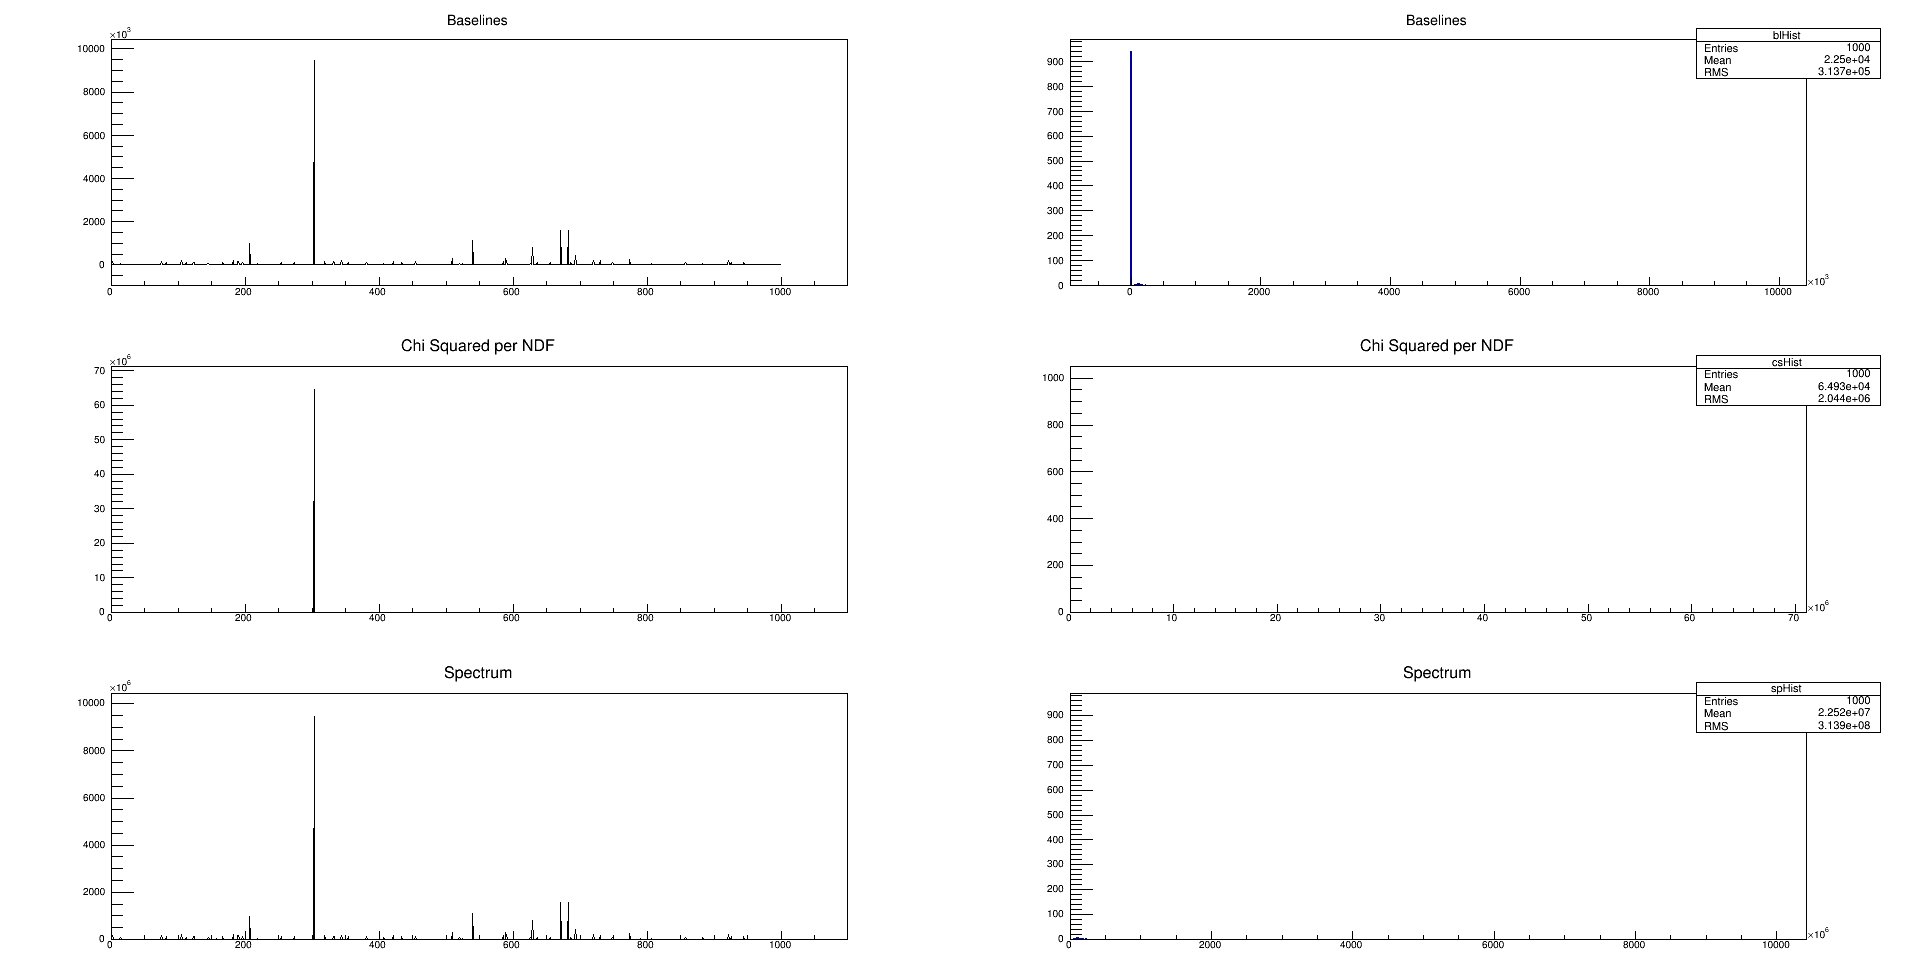 Baselines
×10³
10000
8000
6000
4000
2000
0
0 200 400 600 800 1000
Baselines
blHist
Entries 1000
Mean 2.25e+04
RMS 3.137e+05
900
800
700
600
500
400
300
200
100
0
0 2000 4000 6000 8000 10000 ×10³
Chi Squared per NDF
×10⁶
70
60
50
40
30
20
10
0
0 200 400 600 800 1000
Chi Squared per NDF
csHist
Entries 1000
Mean 6.493e+04
RMS 2.044e+06
1000
800
600
400
200
0
0 10 20 30 40 50 60 70 ×10⁶
Spectrum
×10⁶
10000
8000
6000
4000
2000
0
0 200 400 600 800 1000
Spectrum
spHist
Entries 1000
Mean 2.252e+07
RMS 3.139e+08
900
800
700
600
500
400
300
200
100
0
0 2000 4000 6000 8000 10000 ×10⁶